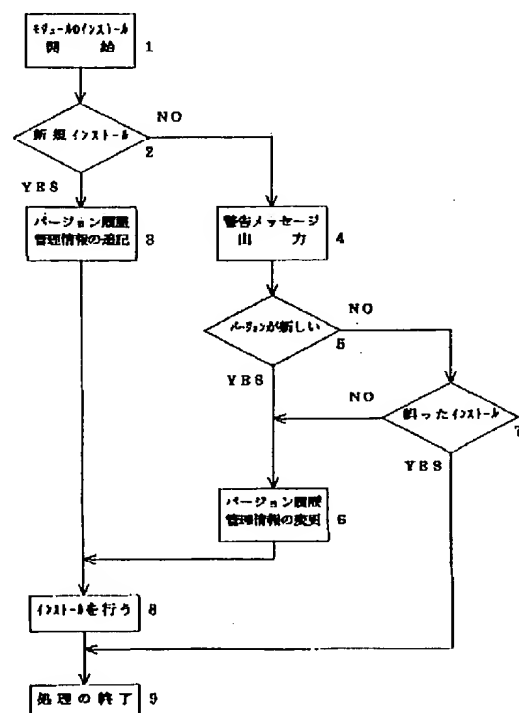 モジュールのインストール
開 始
1
新規インストール
2
NO
YES
バージョン履歴
管理情報の追記
3
警告メッセージ
出 力
4
バージョンが新しい
5
NO
YES
誤ったインストール
7
NO
YES
バージョン履歴
管理情報の変更
6
インストールを行う
8
処理の終了
9